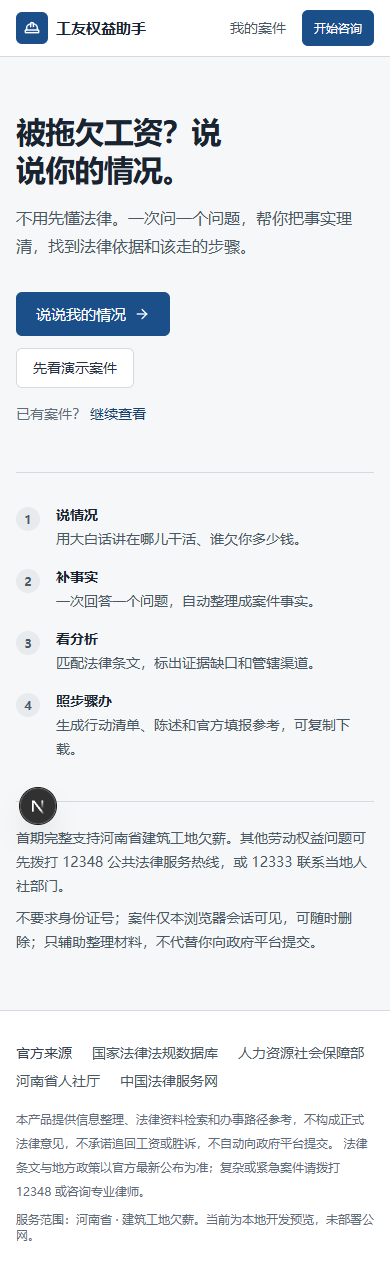 工友权益助手
我的案件
开始咨询
被拖欠工资？说
说你的情况。
不用先懂法律。一次问一个问题，帮你把事实理
清，找到法律依据和该走的步骤。
说说我的情况 →
先看演示案件
已有案件？ 继续查看
1 说情况
用大白话讲在哪儿干活、谁欠你多少钱。
2 补事实
一次回答一个问题，自动整理成案件事实。
3 看分析
匹配法律条文，标出证据缺口和管辖渠道。
4 照步骤办
生成行动清单、陈述和官方填报参考，可复制下
载。
N
首期完整支持河南省建筑工地欠薪。其他劳动权益问题可
先拨打 12348 公共法律服务热线，或 12333 联系当地人
社部门。
不要求身份证号；案件仅本浏览器会话可见，可随时删
除；只辅助整理材料，不代替你向政府平台提交。
官方来源 国家法律法规数据库 人力资源社会保障部
河南省人社厅 中国法律服务网
本产品提供信息整理、法律资料检索和办事路径参考，不构成正式
法律意见，不承诺追回工资或胜诉，不自动向政府平台提交。 法律
条文与地方政策以官方最新公布为准；复杂或紧急案件请拨打
12348 或咨询专业律师。
服务范围：河南省 · 建筑工地欠薪。当前为本地开发预览，未部署公
网。